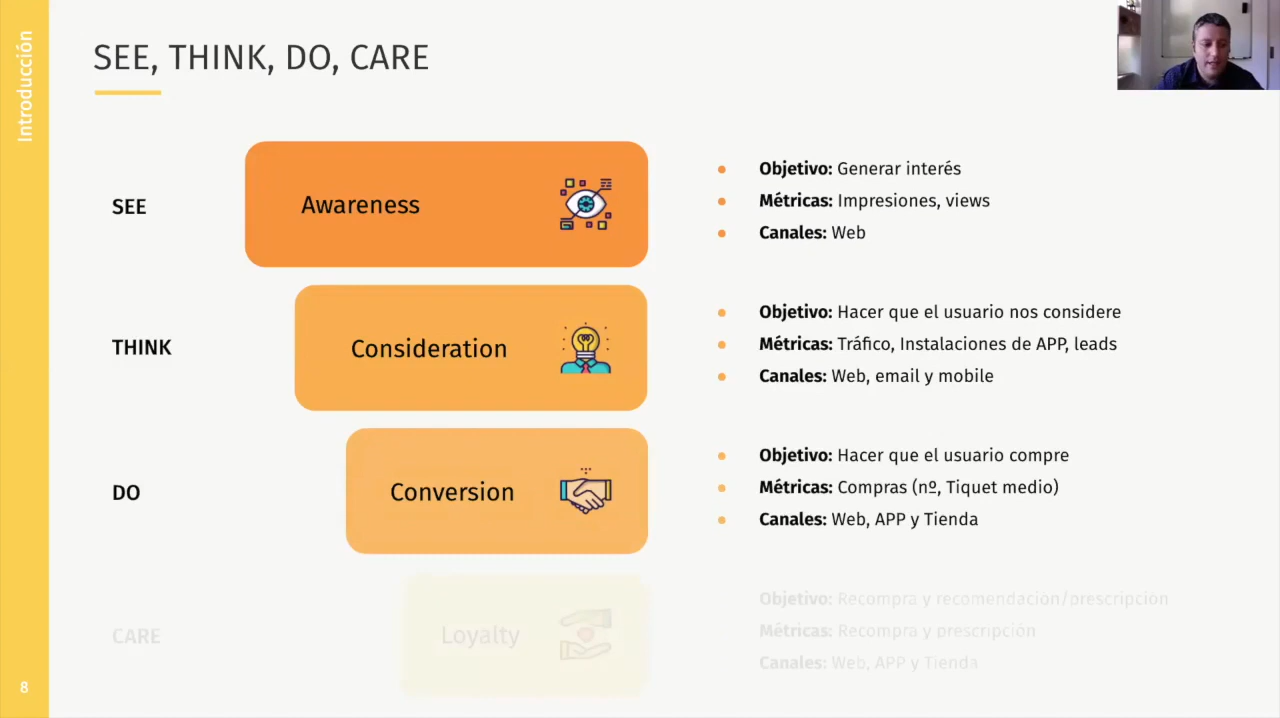 Introducción
SEE, THINK, DO, CARE
SEE
Awareness
Objetivo: Generar interés
Métricas: Impresiones, views
Canales: Web
THINK
Consideration
Objetivo: Hacer que el usuario nos considere
Métricas: Tráfico, Instalaciones de APP, leads
Canales: Web, email y mobile
DO
Conversion
Objetivo: Hacer que el usuario compre
Métricas: Compras (nº, Tiquet medio)
Canales: Web, APP y Tienda
CARE
Loyalty
Objetivo: Recompra y recomendación/prescripción
Métricas: Recompra y prescripción
Canales: Web, APP y Tienda
8